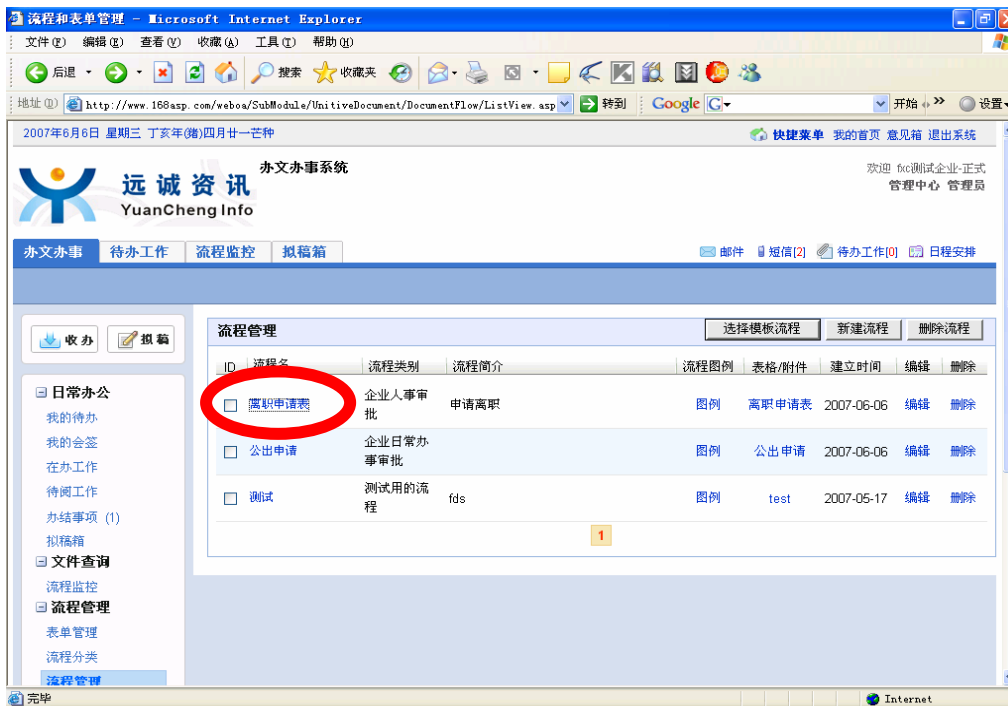 流程和表单管理 - Microsoft Internet Explorer
文件(F) 编辑(E) 查看(V) 收藏(A) 工具(T) 帮助(H)
后退 搜索 收藏夹
地址(D) http://www.168asp.com/weboa/SubModule/UnitiveDocument/DocumentFlow/ListView.asp 转到 Google G 开始 » 设置
2007年6月6日 星期三 丁亥年(猪)四月廿一芒种 快捷菜单 我的首页 意见箱 退出系统
远诚资讯
YuanCheng Info
办文办事系统
欢迎 fxc测试企业-正式
管理中心 管理员
办文办事 待办工作 流程监控 拟稿箱 邮件 短信[2] 待办工作[0] 日程安排
收办 拟稿
日常办公
我的待办
我的会签
在办工作
待阅工作
办结事项 (1)
拟稿箱
文件查询
流程监控
流程管理
表单管理
流程分类
流程管理
流程管理 选择模板流程 新建流程 删除流程
ID 流程名 流程类别 流程简介 流程图例 表格/附件 建立时间 编辑 删除
离职申请表 企业人事审批 申请离职 图例 离职申请表 2007-06-06 编辑 删除
公出申请 企业日常办事审批 图例 公出申请 2007-06-06 编辑 删除
测试 测试用的流程 fds 图例 test 2007-05-17 编辑 删除
1
完毕 Internet